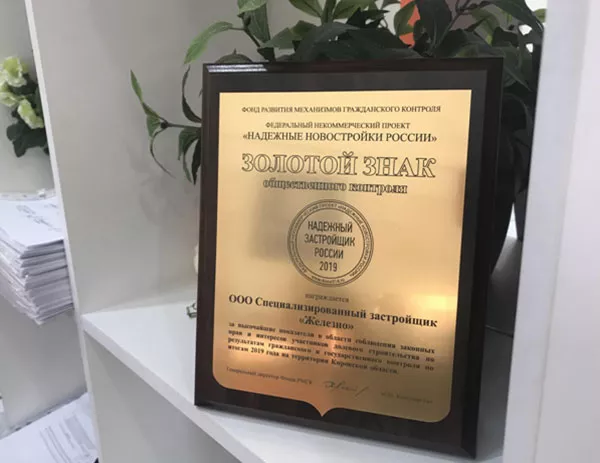 ФОНД РАЗВИТИЯ МЕХАНИЗМОВ ГРАЖДАНСКОГО КОНТРОЛЯ
ФЕДЕРАЛЬНЫЙ НЕКОММЕРЧЕСКИЙ ПРОЕКТ
«НАДЕЖНЫЕ НОВОСТРОЙКИ РОССИИ»
ЗОЛОТОЙ ЗНАК
общественного контроля
НАДЕЖНЫЙ
ЗАСТРОЙЩИК
РОССИИ
2019
награждается
ООО Специализированный застройщик
«Железно»
за высочайшие показатели в области соблюдения законных
прав и интересов участников долевого строительства по
результатам гражданского и государственного контроля по
итогам 2019 года на территории Кировской области.
Генеральный директор Фонда РМГК